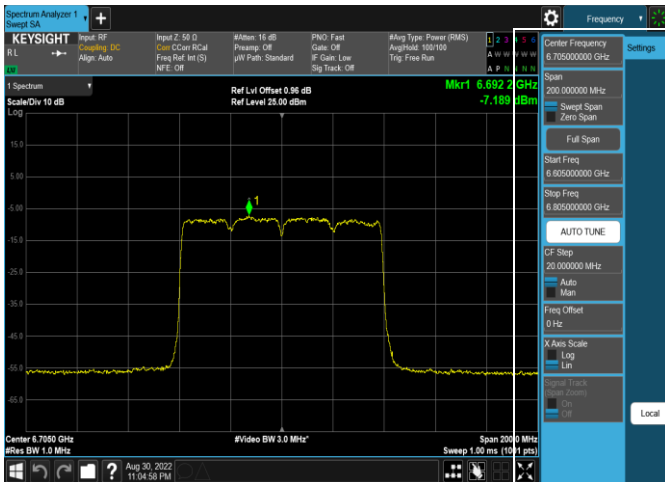 Spectrum Analyzer 1
Swept SA
+
Frequency
KEYSIGHT
R L
LV
Input: RF
Coupling: DC
Align: Auto
Input Z: 50 Ω
Corr CCorr RCal
Freq Ref: Int (S)
NFE: Off
#Atten: 16 dB
Preamp: Off
µW Path: Standard
PNO: Fast
Gate: Off
IF Gain: Low
Sig Track: Off
#Avg Type: Power (RMS)
Avg|Hold: 100/100
Trig: Free Run
1 2 3 4 5 6
A W W W W W
A P N N N N
1 Spectrum
Scale/Div 10 dB
Log
Ref Lvl Offset 0.96 dB
Ref Level 25.00 dBm
Mkr1 6.692 2 GHz
-7.189 dBm
15.0
5.00
-5.00
-15.0
-25.0
-35.0
-45.0
-55.0
-65.0
1
Center 6.7050 GHz
#Res BW 1.0 MHz
#Video BW 3.0 MHz*
Span 200.0 MHz
Sweep 1.00 ms (1001 pts)
?
Aug 30, 2022
11:04:58 PM
Center Frequency
6.705000000 GHz
Span
200.000000 MHz
Swept Span
Zero Span
Full Span
Start Freq
6.605000000 GHz
Stop Freq
6.805000000 GHz
AUTO TUNE
CF Step
20.000000 MHz
Auto
Man
Freq Offset
0 Hz
X Axis Scale
Log
Lin
Signal Track
(Span Zoom)
On
Off
Settings
Local